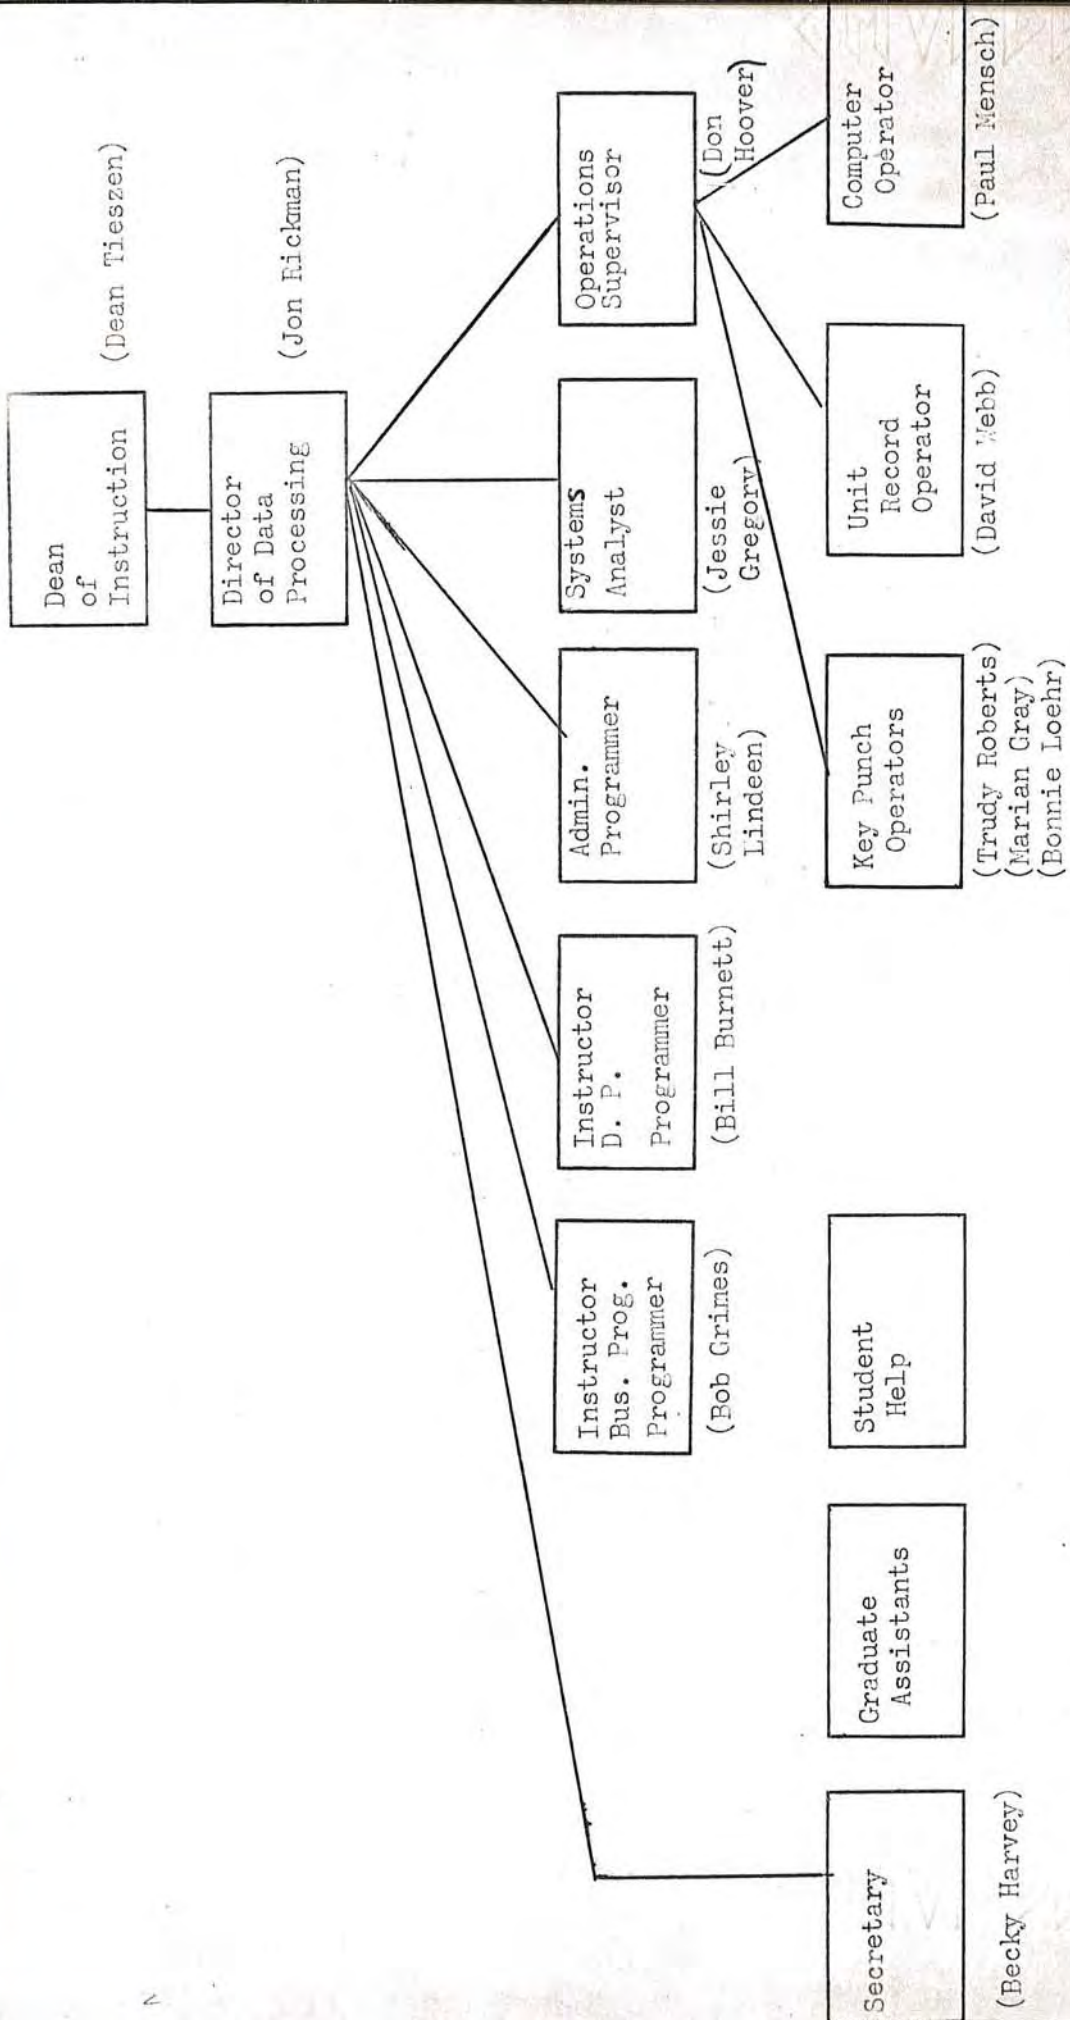 Dean
of
Instruction
(Dean Tieszen)
Director
of Data
Processing
(Jon Rickman)
Instructor
Bus. Prog.
Programmer
(Bob Grimes)
Instructor
D. P.
Programmer
(Bill Burnett)
Admin.
Programmer
(Shirley
Lindeen)
Systems
Analyst
(Jessie
Gregory)
Operations
Supervisor
(Don
Hoover)
Secretary
(Becky Harvey)
Graduate
Assistants
Student
Help
Key Punch
Operators
(Trudy Roberts)
(Marian Gray)
(Bonnie Loehr)
Unit
Record
Operator
(David Webb)
Computer
Operator
(Paul Mensch)